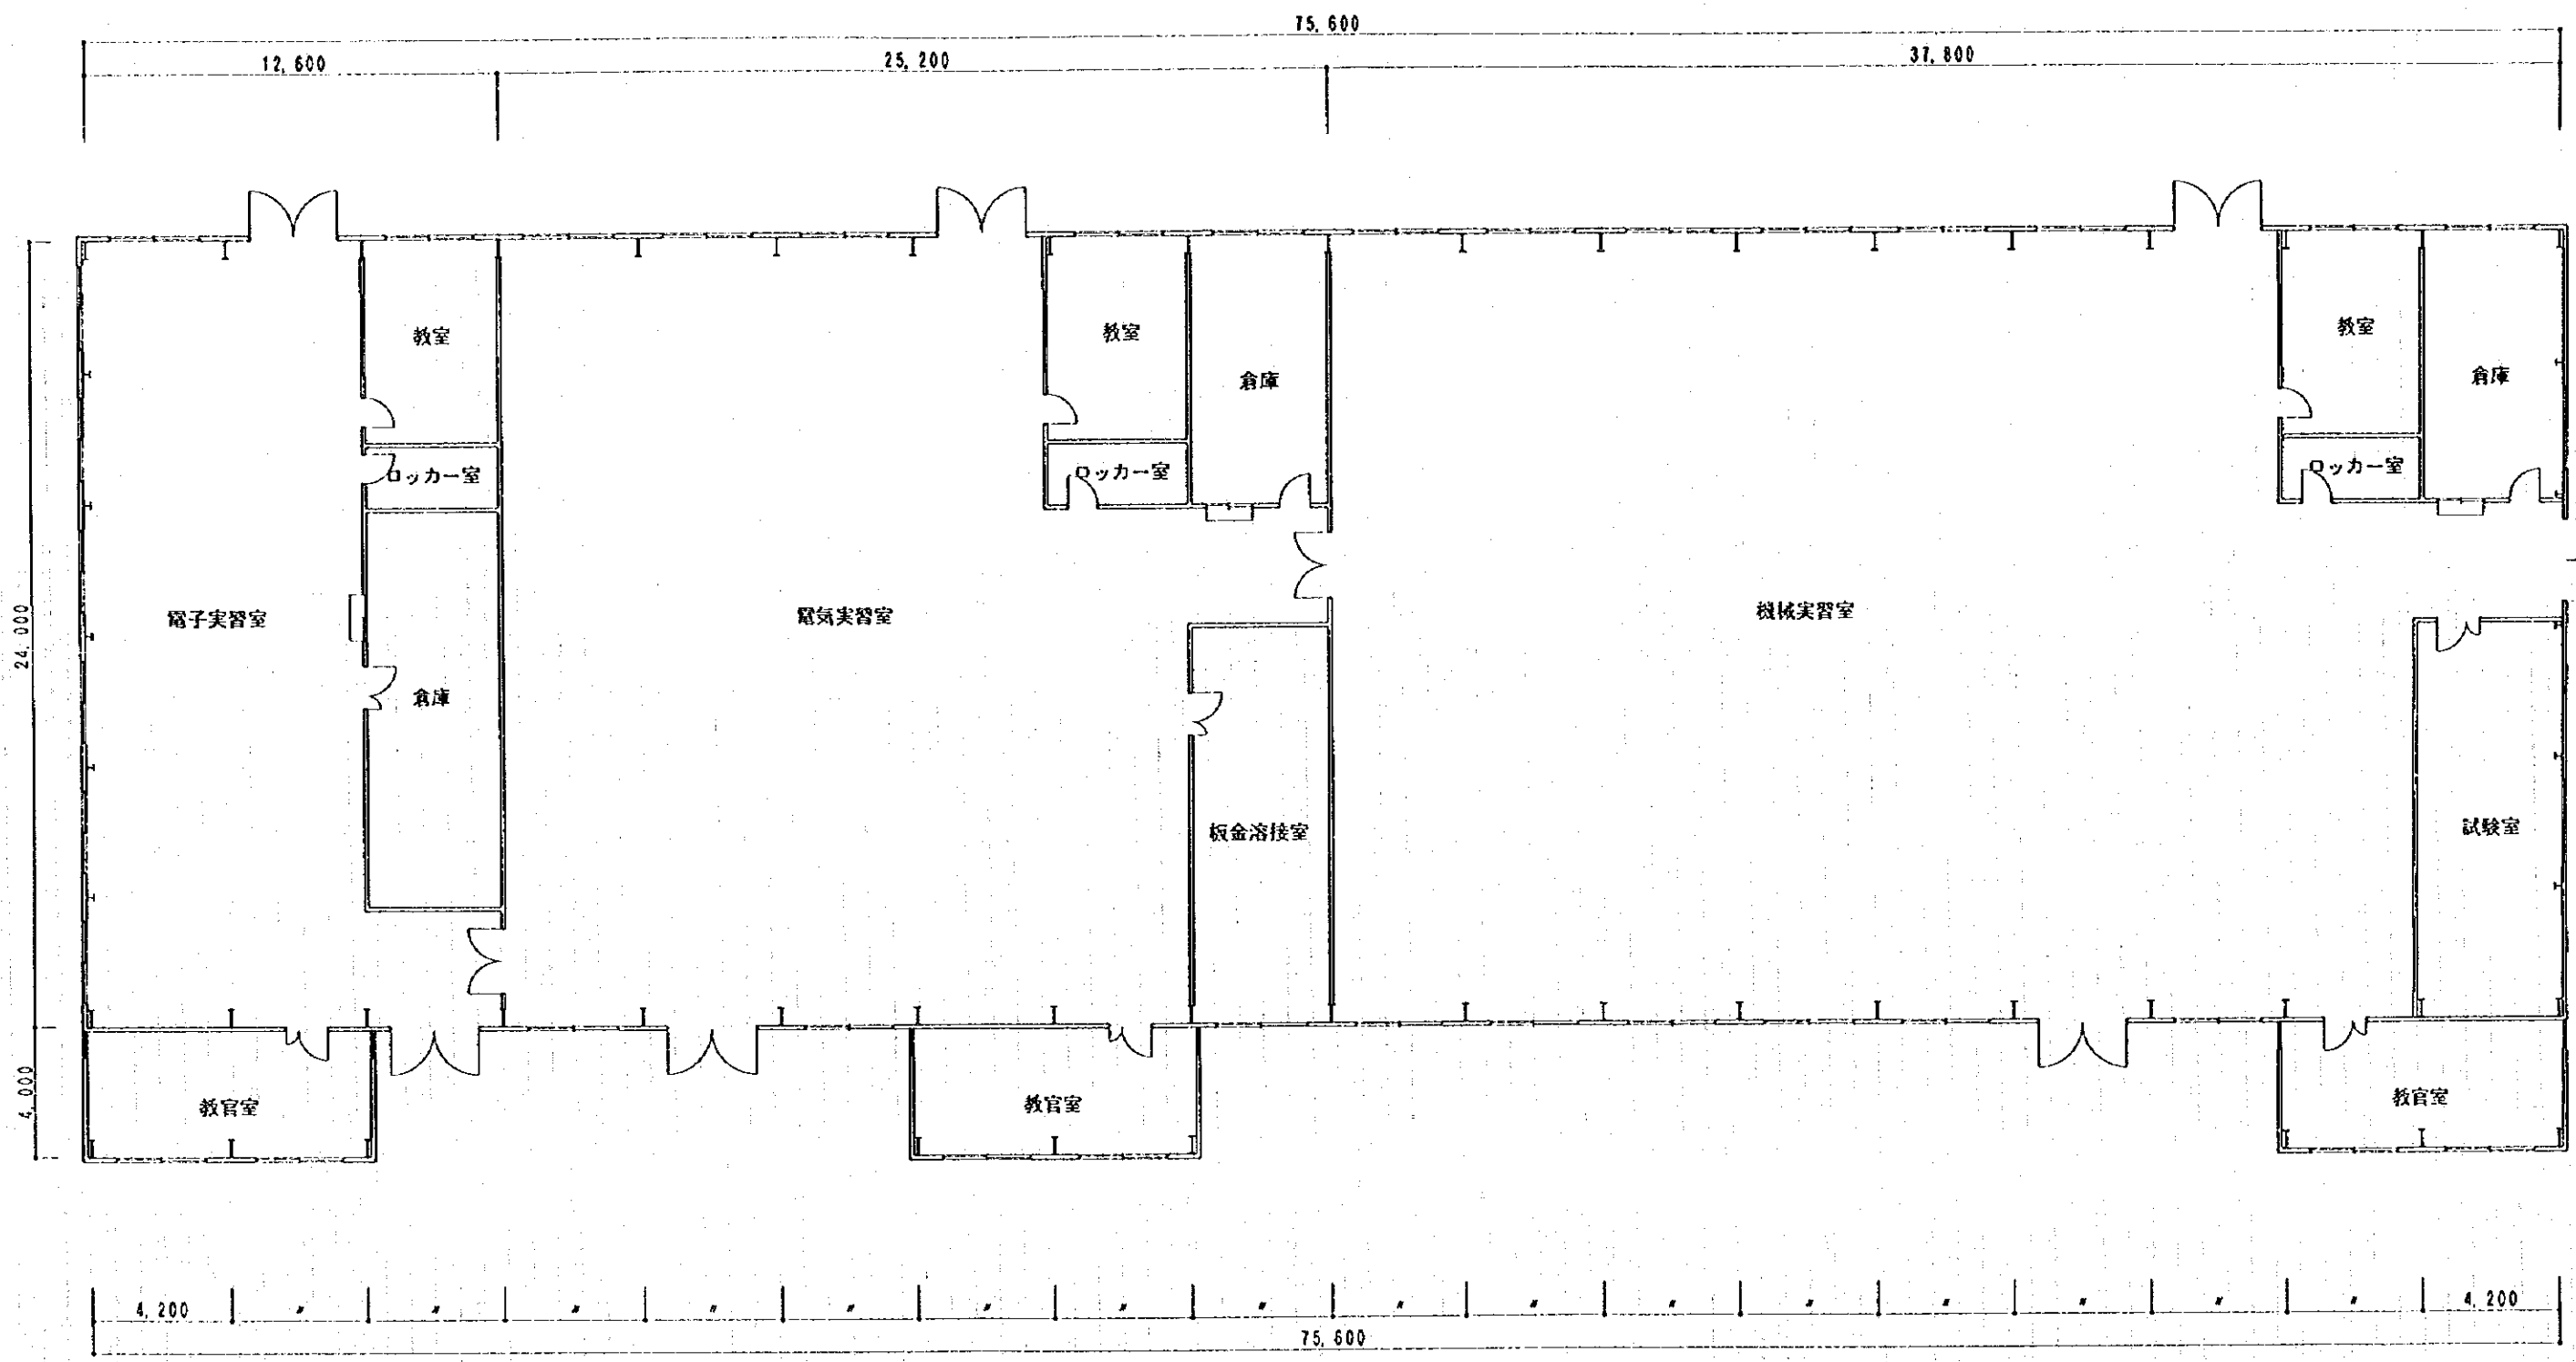 75,600
12,600
25,200
37,800
教室
教室
教室
倉庫
倉庫
ロッカー室
ロッカー室
ロッカー室
電子実習室
電気実習室
機械実習室
24,000
倉庫
板金溶接室
試験室
4,000
教官室
教官室
教官室
4,200 〃 〃 〃 〃 〃 〃 〃 〃 〃 〃 〃 〃 〃 〃 〃 〃 4,200
75,600